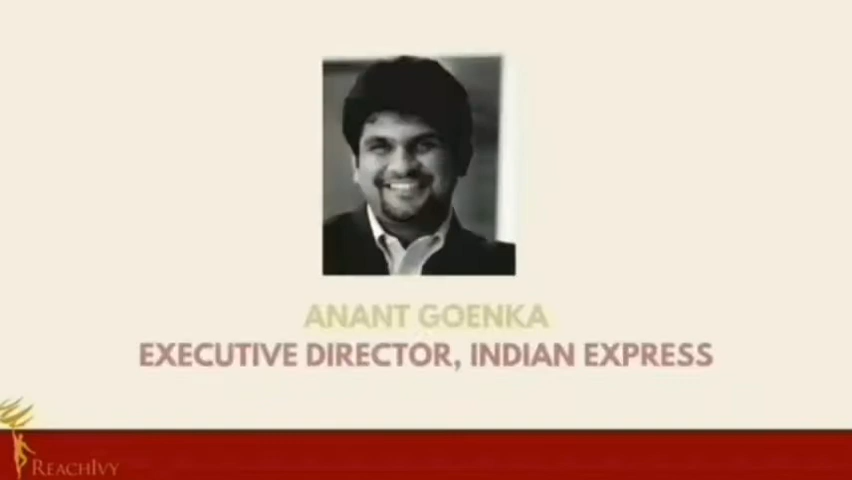 ANANT GOENKA
EXECUTIVE DIRECTOR, INDIAN EXPRESS
REACHIVY